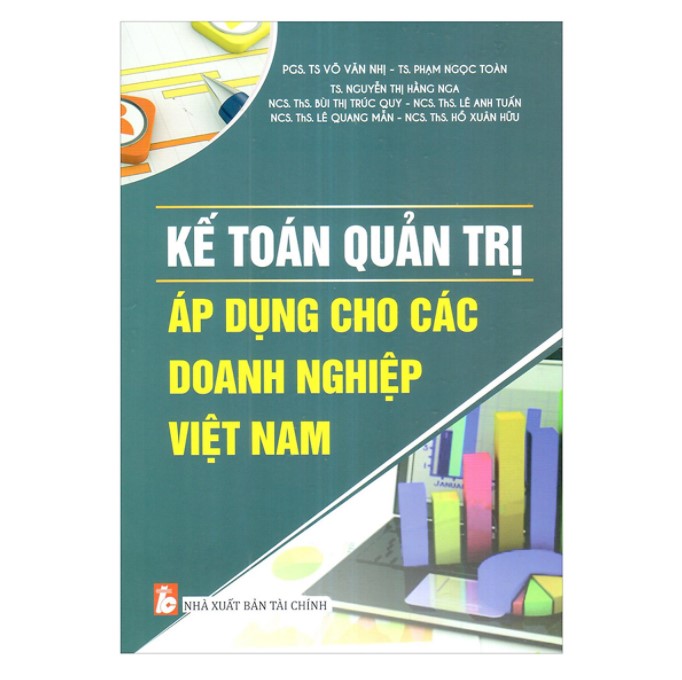 PGS. TS VÕ VĂN NHỊ - TS. PHẠM NGỌC TOÀN
TS. NGUYỄN THỊ HẰNG NGA
NCS. ThS. BÙI THỊ TRÚC QUY - NCS. ThS. LÊ ANH TUẤN
NCS. ThS. LÊ QUANG MẪN - NCS. ThS. HỒ XUÂN HỮU
KẾ TOÁN QUẢN TRỊ
ÁP DỤNG CHO CÁC
DOANH NGHIỆP
VIỆT NAM
NHÀ XUẤT BẢN TÀI CHÍNH